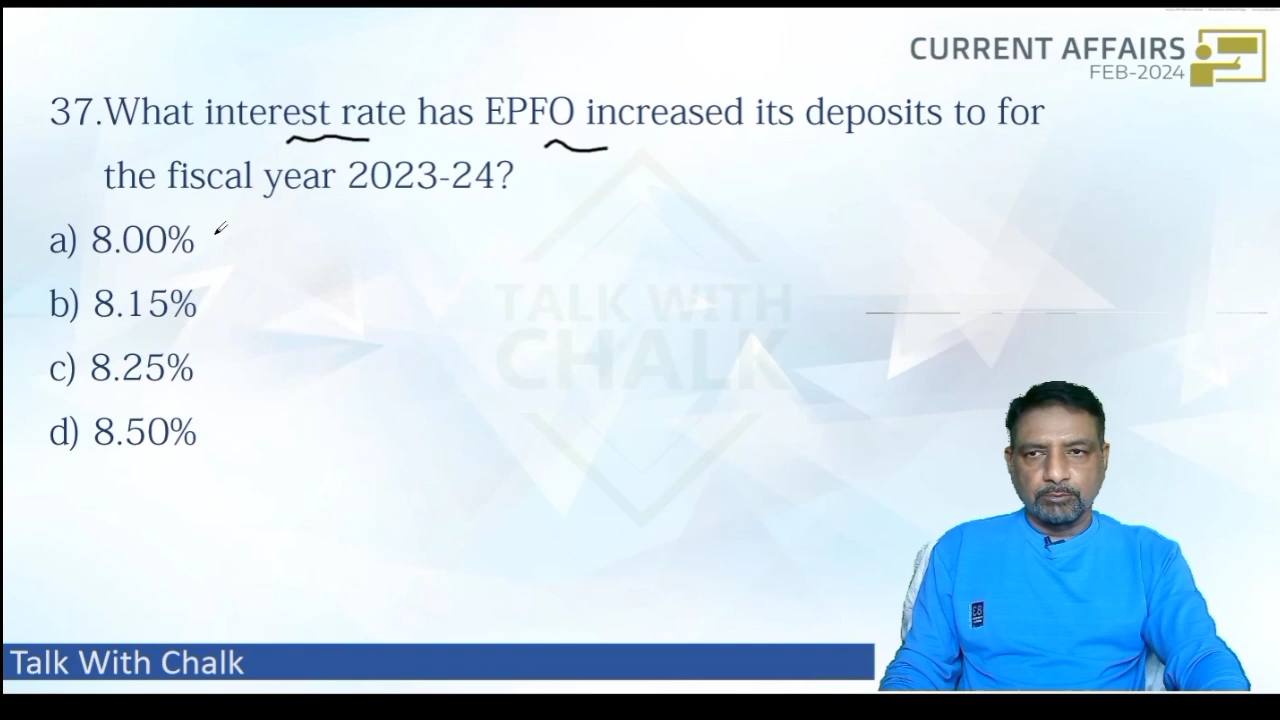 CURRENT AFFAIRS
FEB-2024
37.What interest rate has EPFO increased its deposits to for
the fiscal year 2023-24?
a) 8.00%
b) 8.15%
c) 8.25%
d) 8.50%
TALK WITH
CHALK
Talk With Chalk